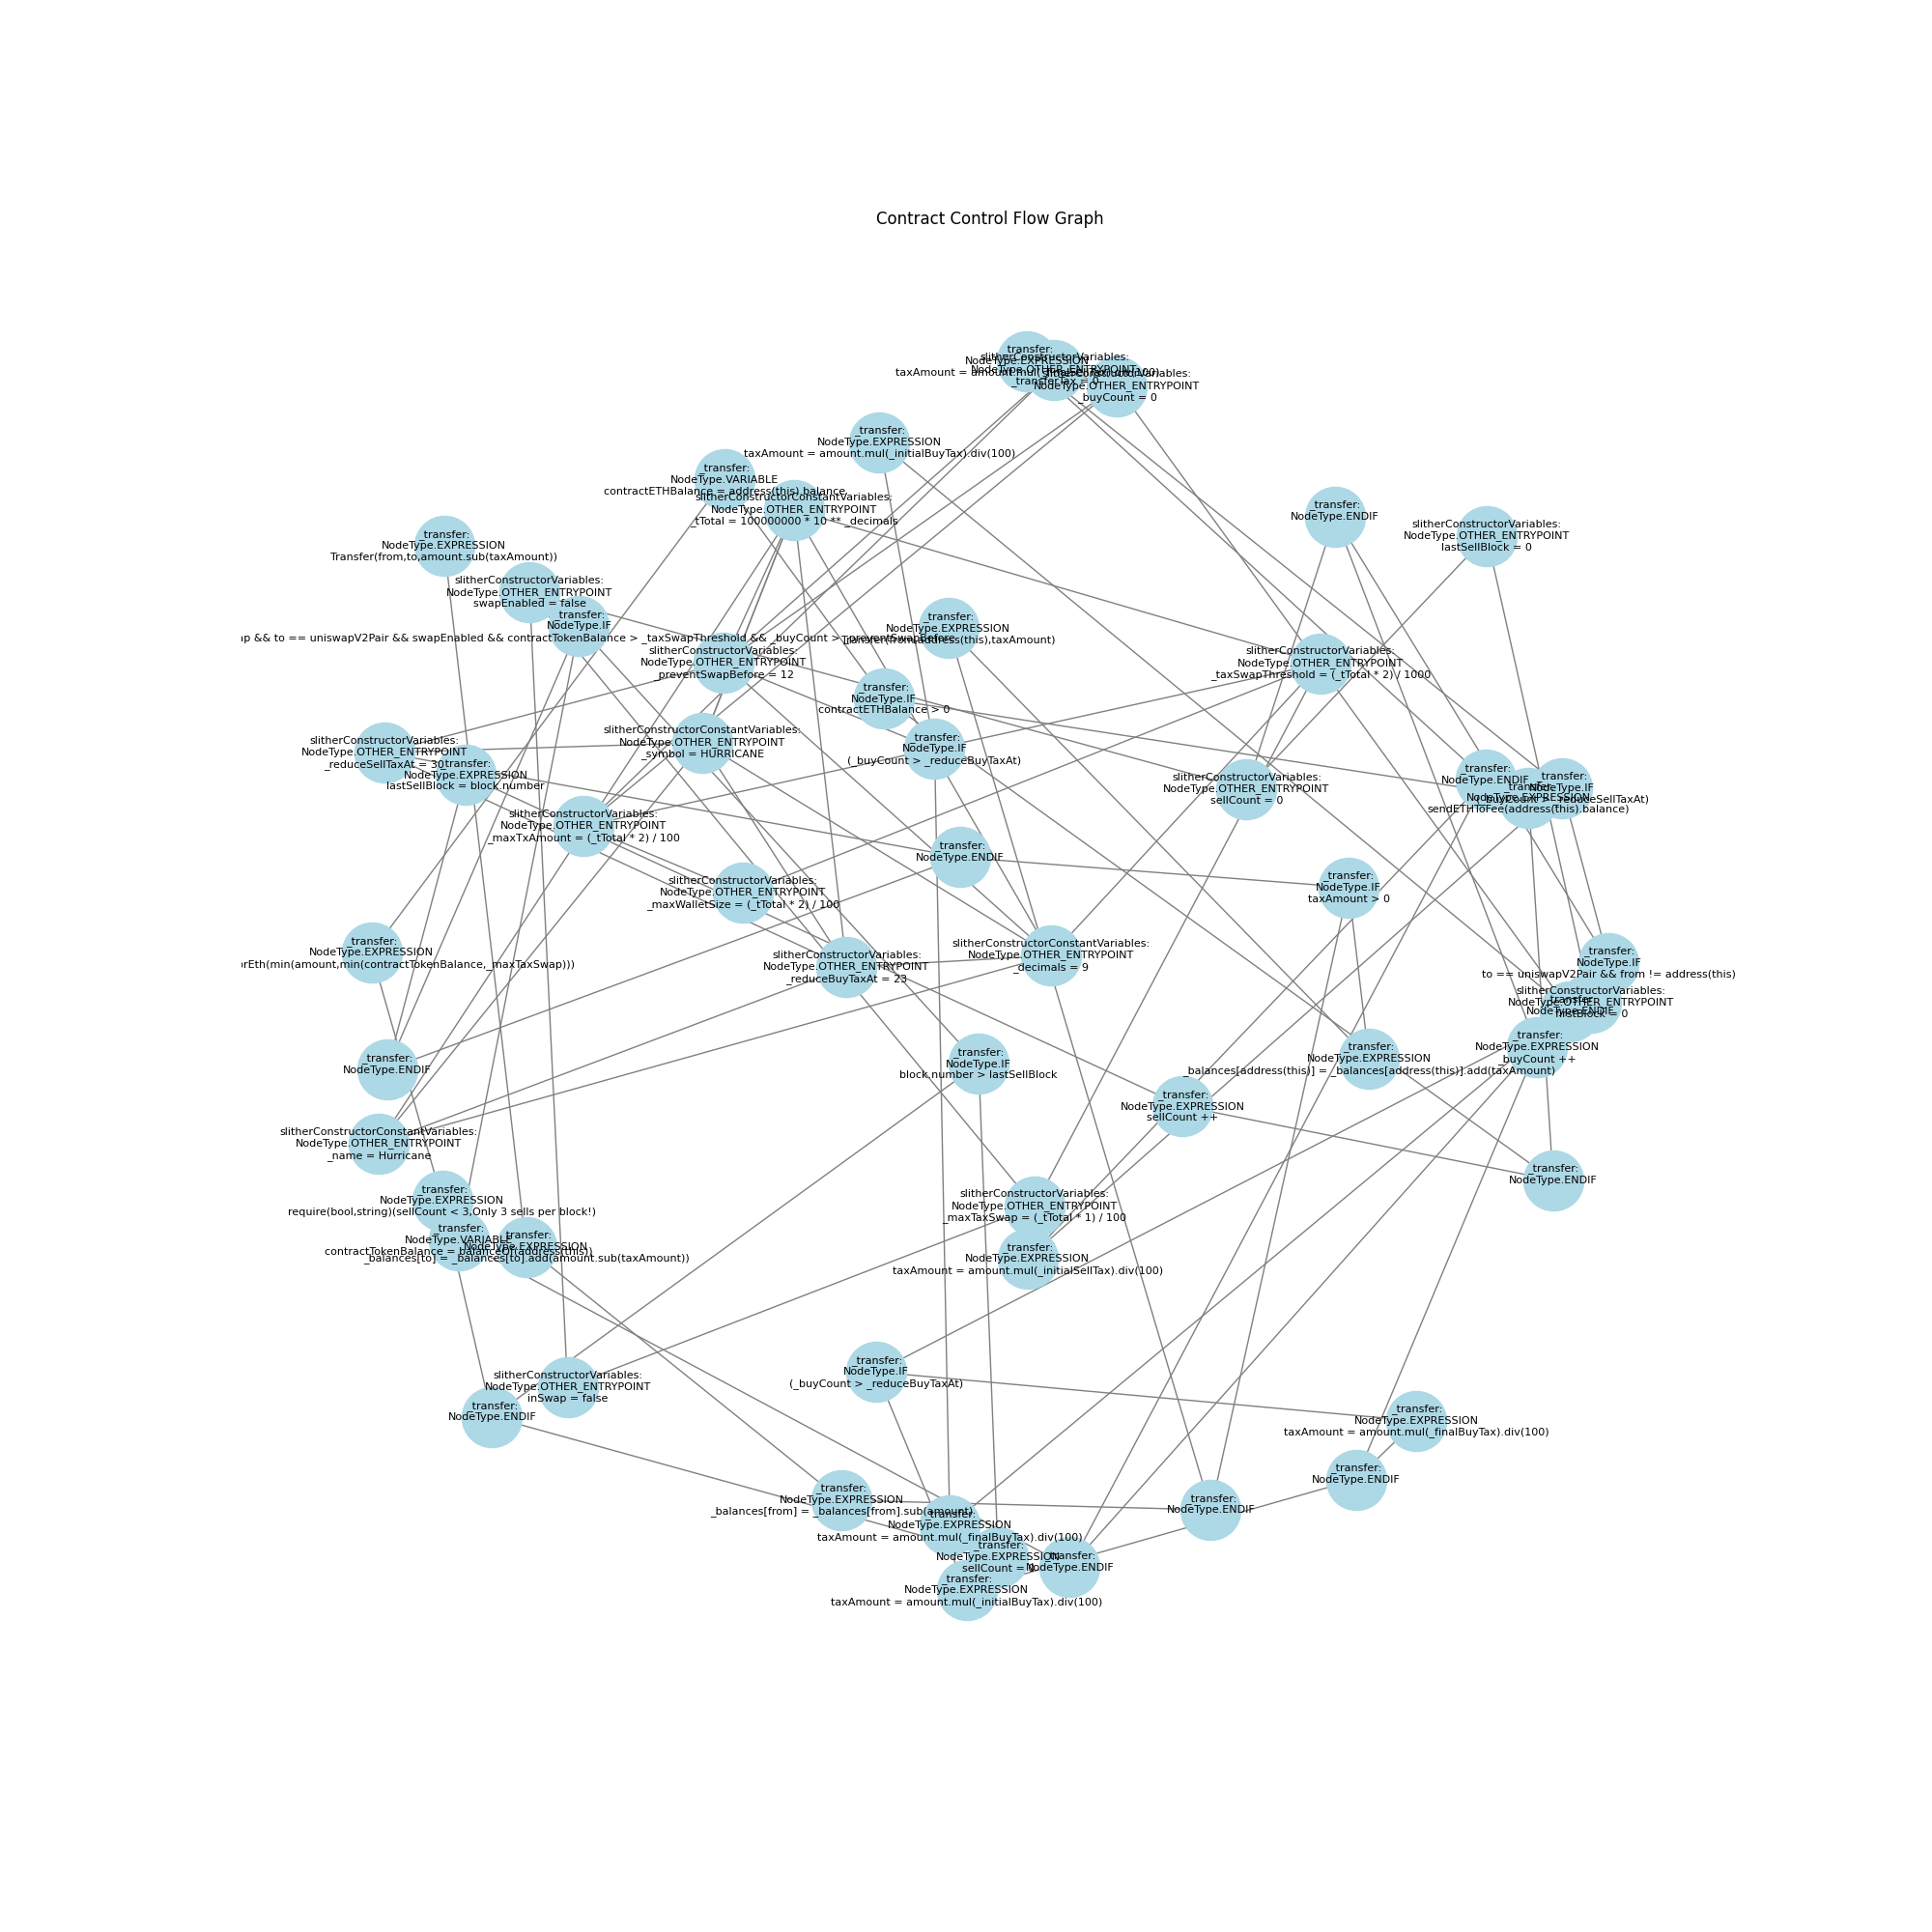 Contract Control Flow Graph
_transfer:
NodeType.EXPRESSION
taxAmount = amount.mul(
slitherConstructorVariables:
NodeType.OTHER_ENTRYPOINT
_transferTax = 0
slitherConstructorVariables:
NodeType.OTHER_ENTRYPOINT
_buyCount = 0
_transfer:
NodeType.EXPRESSION
taxAmount = amount.mul(_initialBuyTax).div(100)
_transfer:
NodeType.VARIABLE
contractETHBalance = address(this).balance
slitherConstructorConstantVariables:
NodeType.OTHER_ENTRYPOINT
_tTotal = 100000000 * 10 ** _decimals
_transfer:
NodeType.ENDIF
slitherConstructorVariables:
NodeType.OTHER_ENTRYPOINT
lastSellBlock = 0
_transfer:
NodeType.EXPRESSION
Transfer(from,to,amount.sub(taxAmount))
slitherConstructorVariables:
NodeType.OTHER_ENTRYPOINT
swapEnabled = false
_transfer:
NodeType.IF
&& to == uniswapV2Pair && swapEnabled && contractTokenBalance > _taxSwapThreshold && _buyCount > _preventSwapBefore
_transfer:
NodeType.EXPRESSION
Transfer(from,address(this),taxAmount)
slitherConstructorVariables:
NodeType.OTHER_ENTRYPOINT
_preventSwapBefore = 12
slitherConstructorVariables:
NodeType.OTHER_ENTRYPOINT
_taxSwapThreshold = (_tTotal * 2) / 1000
_transfer:
NodeType.IF
contractETHBalance > 0
slitherConstructorConstantVariables:
NodeType.OTHER_ENTRYPOINT
_symbol = HURRICANE
_transfer:
NodeType.IF
(_buyCount > _reduceBuyTaxAt)
slitherConstructorVariables:
NodeType.OTHER_ENTRYPOINT
_reduceSellTaxAt = 30
_transfer:
NodeType.EXPRESSION
lastSellBlock = block.number
slitherConstructorVariables:
NodeType.OTHER_ENTRYPOINT
sellCount = 0
_transfer:
NodeType.ENDIF
_transfer:
NodeType.EXPRESSION
sendETHToFee(address(this).balance)
_transfer:
NodeType.IF
(_buyCount > _reduceSellTaxAt)
slitherConstructorVariables:
NodeType.OTHER_ENTRYPOINT
_maxTxAmount = (_tTotal * 2) / 100
_transfer:
NodeType.ENDIF
slitherConstructorVariables:
NodeType.OTHER_ENTRYPOINT
_maxWalletSize = (_tTotal * 2) / 100
_transfer:
NodeType.IF
taxAmount > 0
_transfer:
NodeType.EXPRESSION
rEth(min(amount,min(contractTokenBalance,_maxTaxSwap)))
slitherConstructorVariables:
NodeType.OTHER_ENTRYPOINT
_reduceBuyTaxAt = 23
slitherConstructorConstantVariables:
NodeType.OTHER_ENTRYPOINT
_decimals = 9
_transfer:
NodeType.IF
to == uniswapV2Pair && from != address(this)
slitherConstructorVariables:
NodeType.OTHER_ENTRYPOINT
firstBlock = 0
_transfer:
NodeType.ENDIF
_transfer:
NodeType.EXPRESSION
_buyCount ++
_transfer:
NodeType.ENDIF
_transfer:
NodeType.IF
block.number > lastSellBlock
_transfer:
NodeType.EXPRESSION
_balances[address(this)] = _balances[address(this)].add(taxAmount)
_transfer:
NodeType.EXPRESSION
sellCount ++
slitherConstructorConstantVariables:
NodeType.OTHER_ENTRYPOINT
_name = Hurricane
_transfer:
NodeType.ENDIF
_transfer:
NodeType.EXPRESSION
require(bool,string)(sellCount < 3,Only 3 sells per block!)
slitherConstructorVariables:
NodeType.OTHER_ENTRYPOINT
_maxTaxSwap = (_tTotal * 1) / 100
_transfer:
NodeType.VARIABLE
contractTokenBalance = balanceOf(address(this))
_transfer:
NodeType.EXPRESSION
_balances[to] = _balances[to].add(amount.sub(taxAmount))
_transfer:
NodeType.EXPRESSION
taxAmount = amount.mul(_initialSellTax).div(100)
_transfer:
NodeType.IF
(_buyCount > _reduceBuyTaxAt)
slitherConstructorVariables:
NodeType.OTHER_ENTRYPOINT
inSwap = false
_transfer:
NodeType.ENDIF
_transfer:
NodeType.EXPRESSION
taxAmount = amount.mul(_finalBuyTax).div(100)
_transfer:
NodeType.ENDIF
_transfer:
NodeType.EXPRESSION
_balances[from] = _balances[from].sub(amount)
_transfer:
NodeType.ENDIF
_transfer:
NodeType.EXPRESSION
taxAmount = amount.mul(_finalBuyTax).div(100)
_transfer:
NodeType.EXPRESSION
sellCount = 0
_transfer:
NodeType.ENDIF
_transfer:
NodeType.EXPRESSION
taxAmount = amount.mul(_initialBuyTax).div(100)